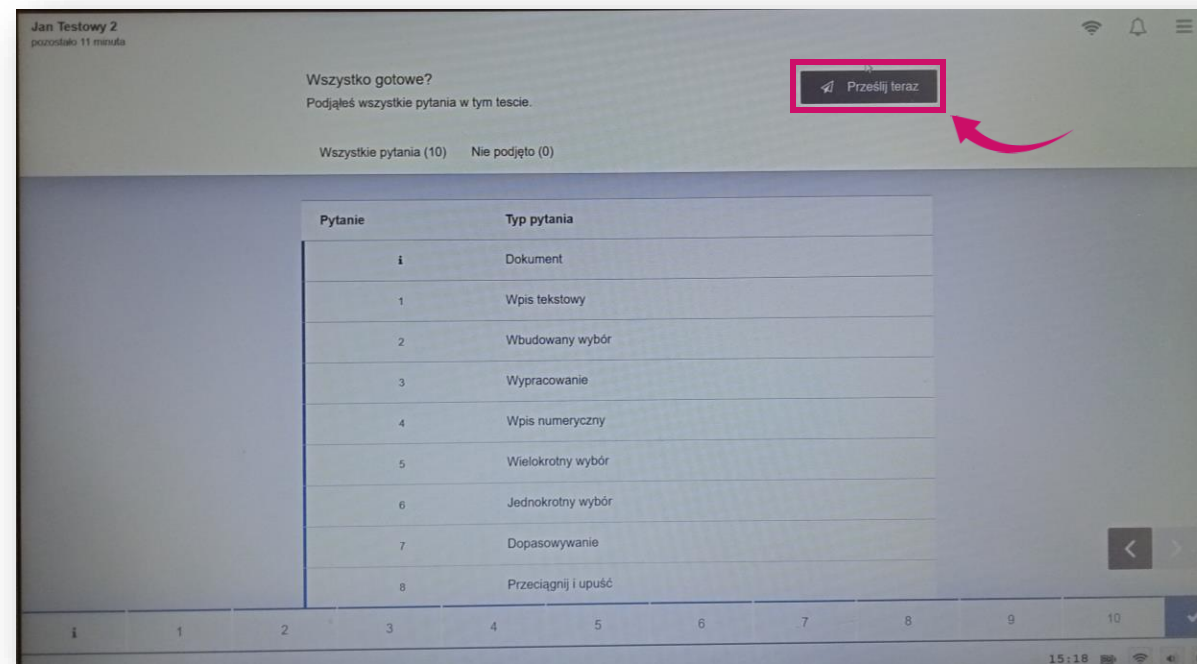 Jan Testowy 2
pozostało 11 minuta
Wszystko gotowe?
Prześlij teraz
Podjąłeś wszystkie pytania w tym tescie.
Wszystkie pytania (10) Nie podjęto (0)
Pytanie Typ pytania
i Dokument
1 Wpis tekstowy
2 Wbudowany wybór
3 Wypracowanie
4 Wpis numeryczny
5 Wielokrotny wybór
6 Jednokrotny wybór
7 Dopasowywanie
8 Przeciągnij i upuść
i 1 2 3 4 5 6 7 8 9 10
15:18